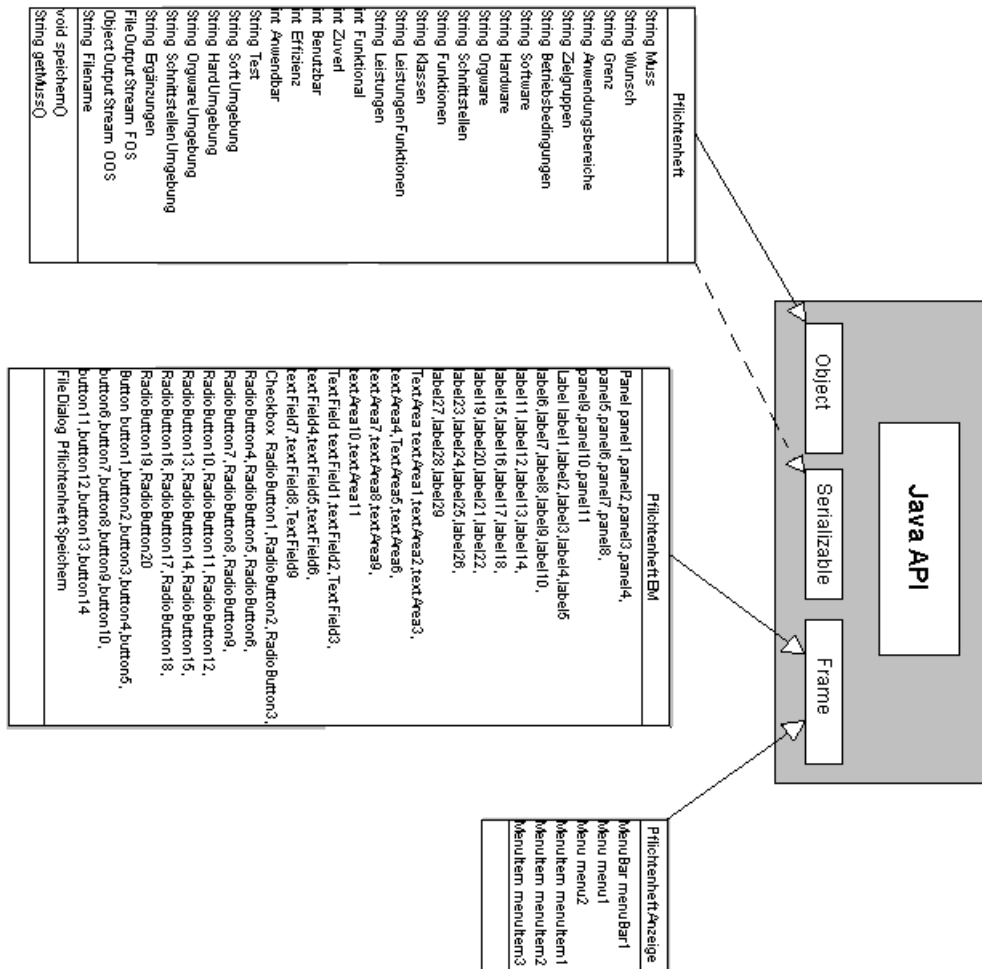 Java API
Object
Serializable
Frame
Pflichtenheft
String Muss
String Wunsch
String Grenz
String Anwendungsbereiche
String Zielgruppen
String Betriebsbedingungen
String Software
String Hardware
String Orgware
String Schnittstellen
String Funktionen
String Klassen
String LeistungenFunktionen
String Leistungen
int Funktional
int Zuverl
int Benutzbar
int Effizienz
int Anwendbar
String Test
String SoftUmgebung
String HardUmgebung
String OrgwareUmgebung
String SchnittstellenUmgebung
String Ergänzungen
FileOutputStream FOS
ObjectOutputStream OOS
String Filename
void speichern()
String getMuss()
PflichtenheftBM
Panel panel1,panel2,panel3,panel4,
panel5,panel6,panel7,panel8,
panel9,panel10,panel11
Label label1,label2,label3,label4,label5
label6,label7,label8,label9,label10,
label11,label12,label13,label14,
label15,label16,label17,label18,
label19,label20,label21,label22,
label23,label24,label25,label26,
label27,label28,label29
TextArea textArea1,textArea2,textArea3,
textArea4,TextArea5,textArea6,
textArea7,textArea8,textArea9,
textArea10,textArea11
TextField textField1,textField2,TextField3,
textField4,textField5,textField6,
textField7,textField8,TextField9
Checkbox RadioButton1,RadioButton2,RadioButton3,
RadioButton4,RadioButton5,RadioButton6,
RadioButton7,RadioButton8,RadioButton9,
RadioButton10,RadioButton11,RadioButton12,
RadioButton13,RadioButton14,RadioButton15,
RadioButton16,RadioButton17,RadioButton18,
RadioButton19,RadioButton20
Button button1,button2,button3,button4,button5,
button6,button7,button8,button9,button10,
button11,button12,button13,button14
FileDialog PflichtenheftSpeichern
PflichtenheftAnzeige
MenuBar menuBar1
Menu menu1
Menu menu2
MenuItem menuItem1
MenuItem menuItem2
MenuItem menuItem3